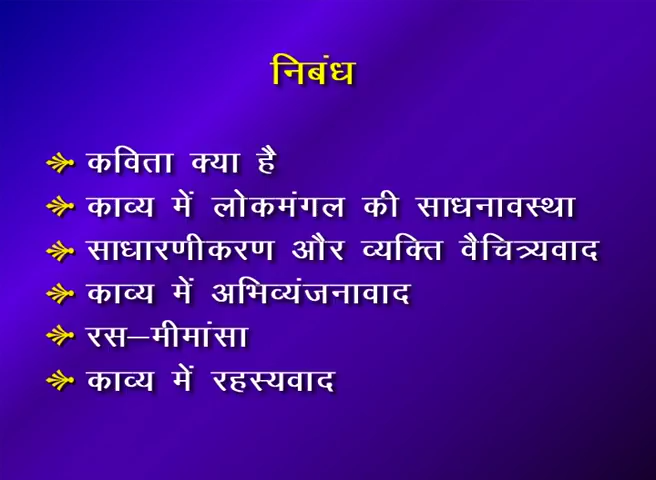 निबंध
कविता क्या है
काव्य में लोकमंगल की साधनावस्था
साधारणीकरण और व्यक्ति वैचित्र्यवाद
काव्य में अभिव्यंजनावाद
रस–मीमांसा
काव्य में रहस्यवाद